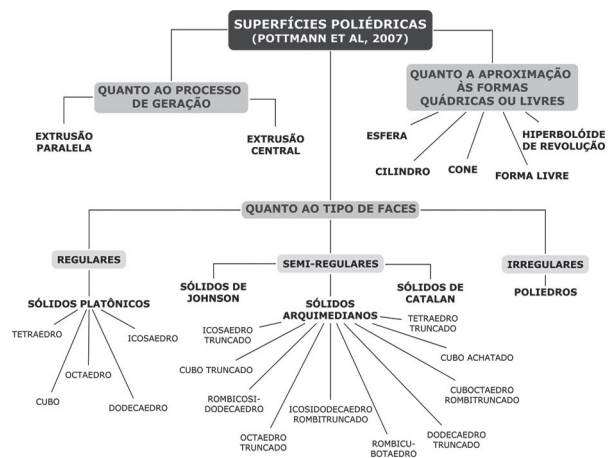 SUPERFÍCIES POLIÉDRICAS
(POTTMANN ET AL, 2007)
QUANTO AO PROCESSO
DE GERAÇÃO
EXTRUSÃO
PARALELA
EXTRUSÃO
CENTRAL
QUANTO A APROXIMAÇÃO
ÀS FORMAS
QUÁDRICAS OU LIVRES
ESFERA
CILINDRO
CONE
FORMA LIVRE
HIPERBOLÓIDE
DE REVOLUÇÃO
QUANTO AO TIPO DE FACES
REGULARES
SÓLIDOS PLATÔNICOS
TETRAEDRO
CUBO
OCTAEDRO
DODECAEDRO
ICOSAEDRO
SEMI-REGULARES
SÓLIDOS DE
JOHNSON
SÓLIDOS
ARQUIMEDIANOS
SÓLIDOS DE
CATALAN
ICOSAEDRO
TRUNCADO
CUBO TRUNCADO
ROMBICOSI-
DODECAEDRO
OCTAEDRO
TRUNCADO
ICOSIDODECAEDRO
ROMBITRUNCADO
ROMBICU-
BOTAEDRO
DODECAEDRO
TRUNCADO
CUBOCTAEDRO
ROMBITRUNCADO
CUBO ACHATADO
TETRAEDRO
TRUNCADO
IRREGULARES
POLIEDROS